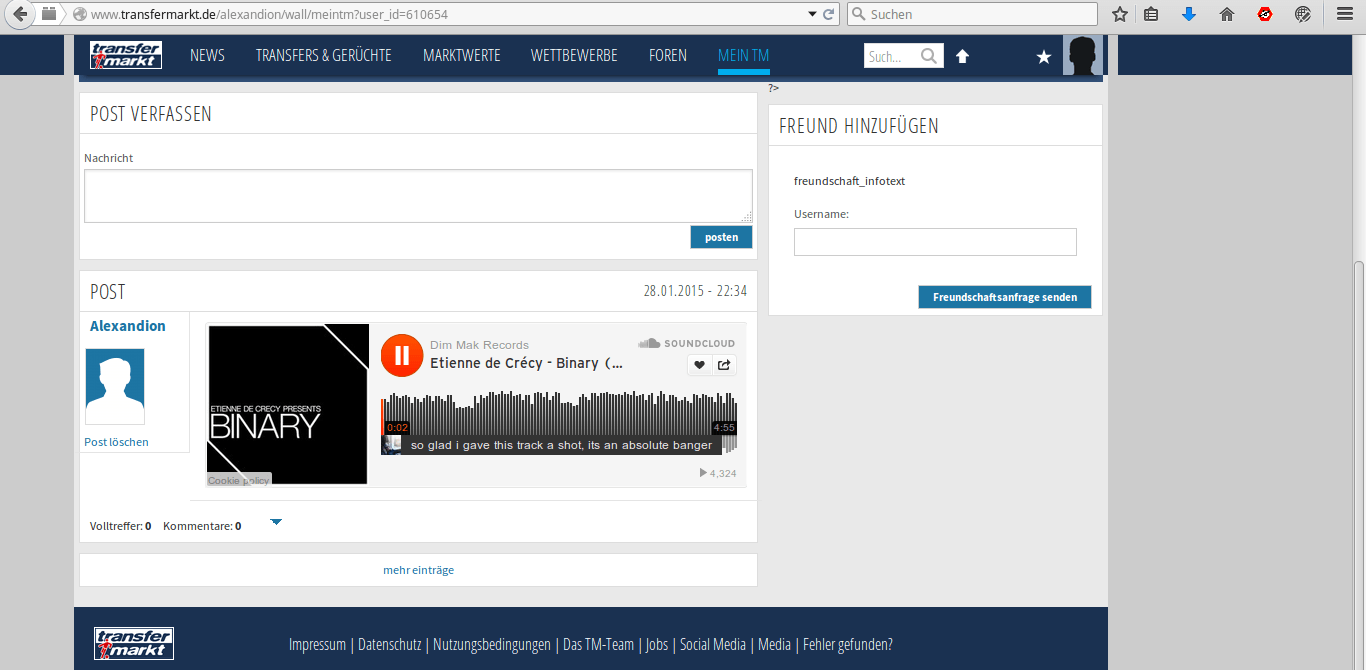 www.transfermarkt.de/alexandion/wall/meintm?user_id=610654
Suchen
transfer
markt
NEWS
TRANSFERS & GERÜCHTE
MARKTWERTE
WETTBEWERBE
FOREN
MEIN TM
Such...
?>
POST VERFASSEN
Nachricht
posten
FREUND HINZUFÜGEN
freundschaft_infotext
Username:
Freundschaftsanfrage senden
POST
28.01.2015 - 22:34
Alexandion
Post löschen
ETIENNE DE CRECY PRESENTS
BINARY
Cookie policy
Dim Mak Records
SOUNDCLOUD
Etienne de Crécy - Binary (...
0:02
4:55
so glad i gave this track a shot, its an absolute banger
4,324
Volltreffer: 0 Kommentare: 0
mehr einträge
transfer
markt
Impressum | Datenschutz | Nutzungsbedingungen | Das TM-Team | Jobs | Social Media | Media | Fehler gefunden?